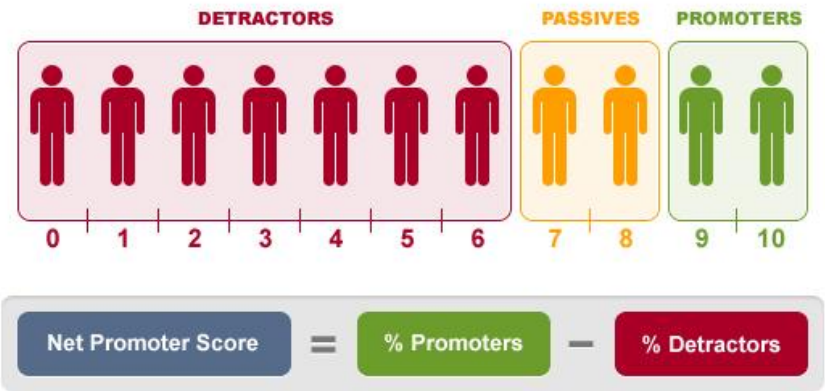 DETRACTORS PASSIVES PROMOTERS
0 1 2 3 4 5 6 7 8 9 10
Net Promoter Score = % Promoters − % Detractors